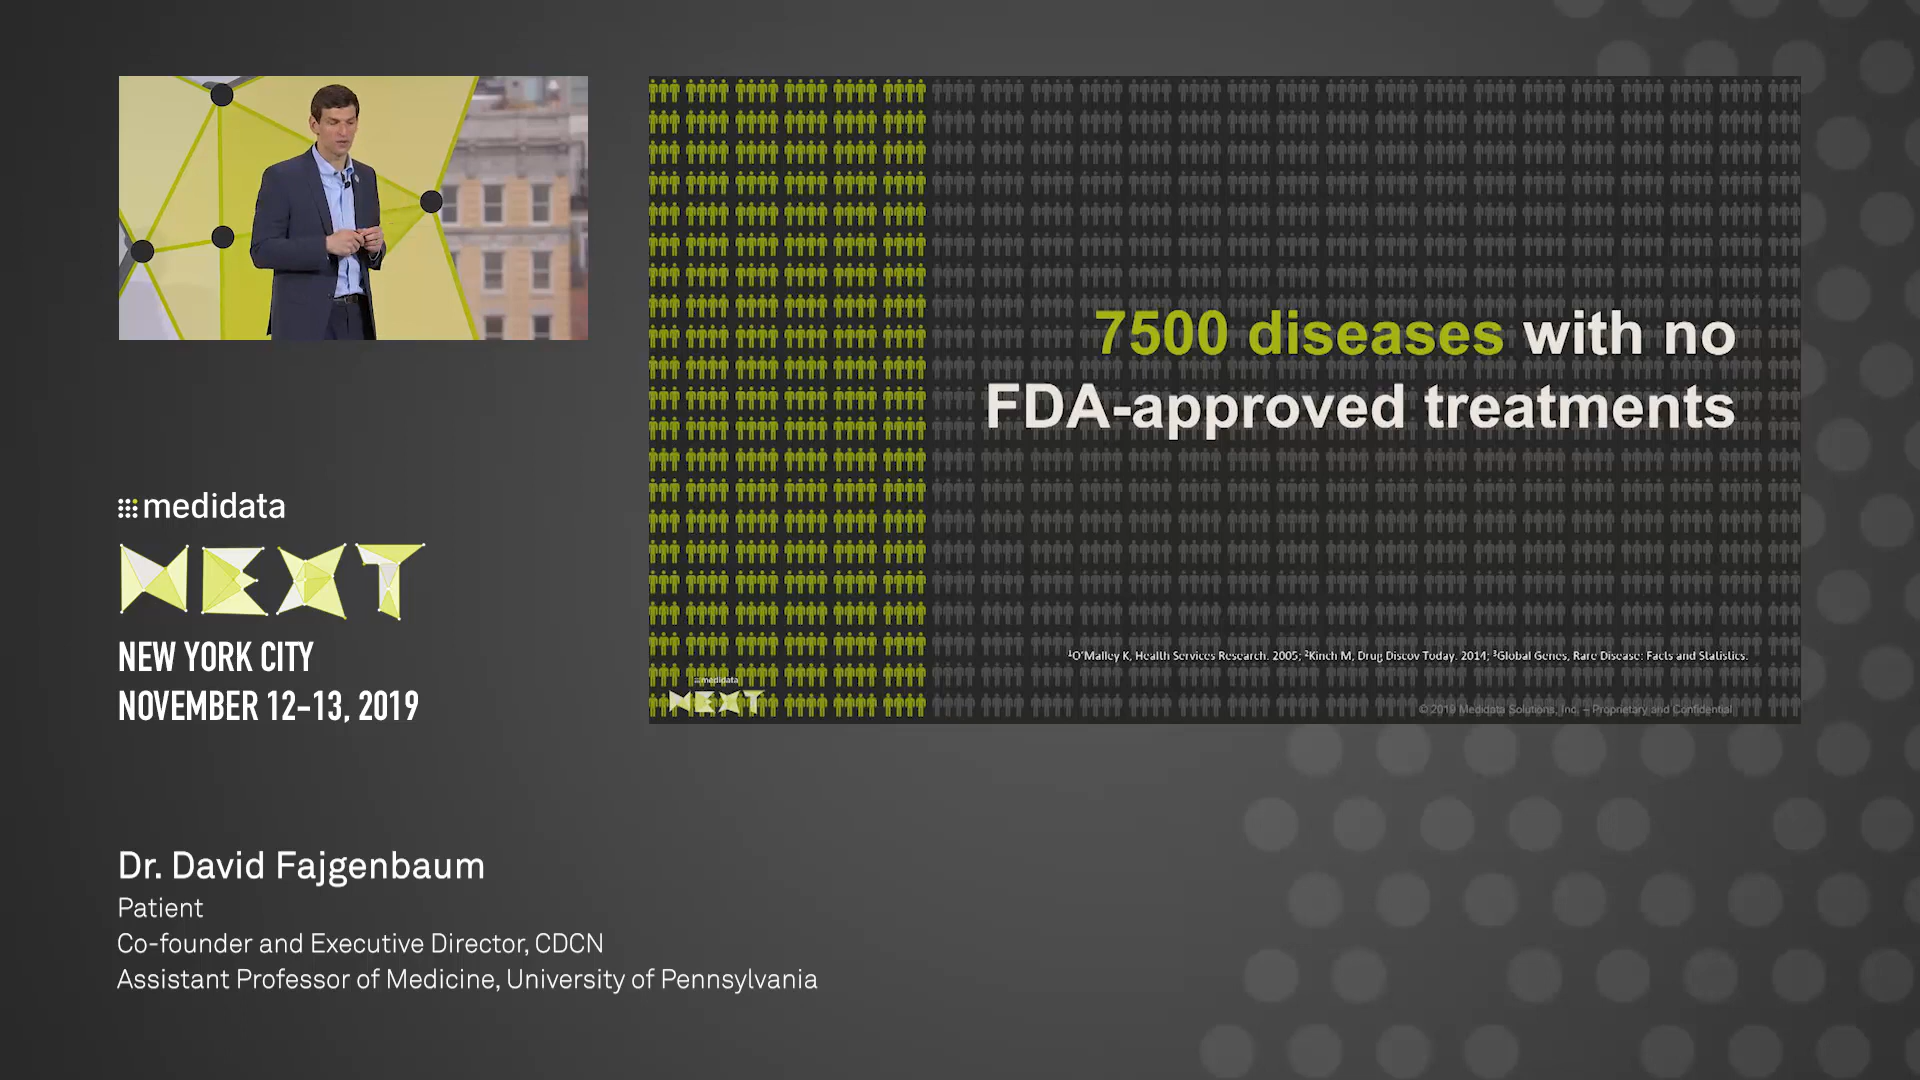 7500 diseases with no
FDA-approved treatments
¹O'Malley K, Health Services Research. 2005; ²Kinch M, Drug Discov Today. 2014; ³Global Genes, Rare Disease: Facts and Statistics.
medidata
NEXT
© 2019 Medidata Solutions, Inc. – Proprietary and Confidential
medidata
NEXT
NEW YORK CITY
NOVEMBER 12-13, 2019
Dr. David Fajgenbaum
Patient
Co-founder and Executive Director, CDCN
Assistant Professor of Medicine, University of Pennsylvania